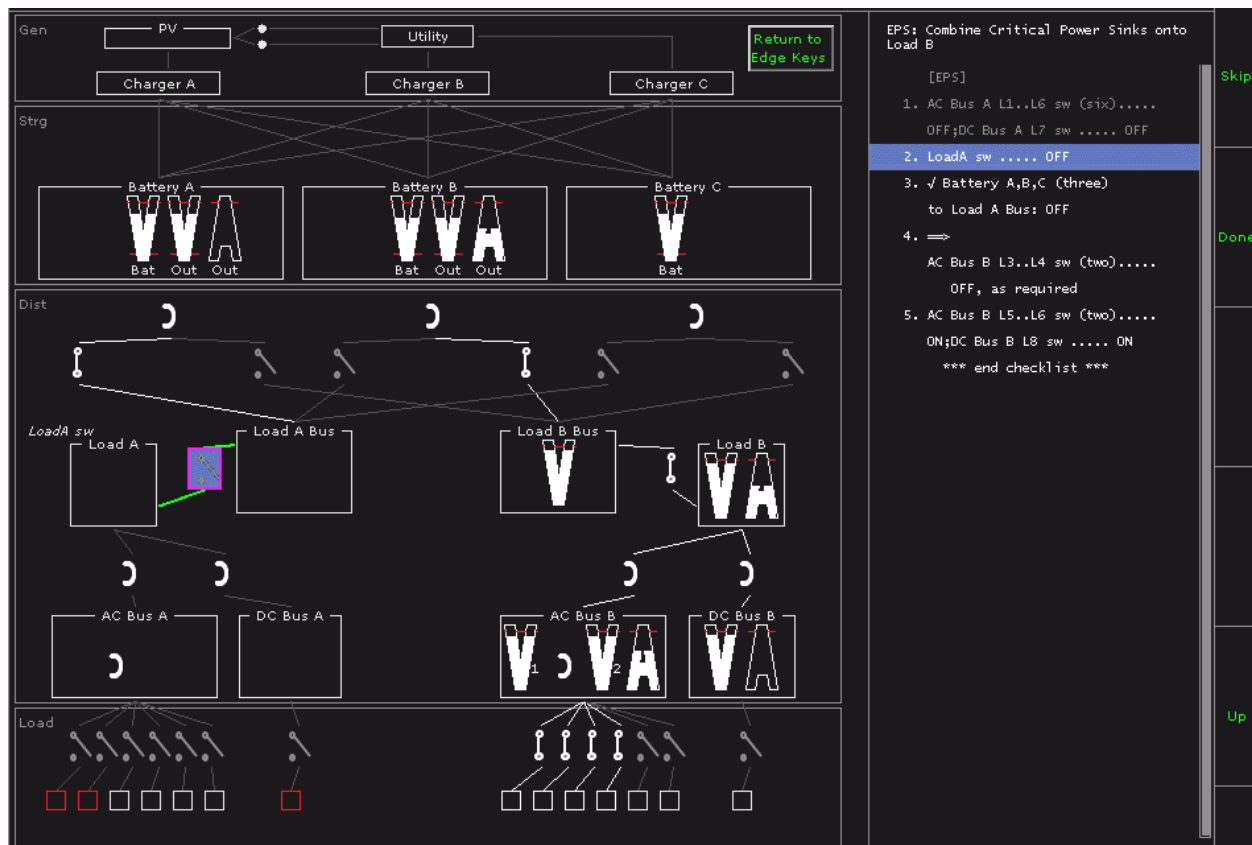 Gen
PV
Utility
Return to
Edge Keys
Charger A
Charger B
Charger C
Strg
Battery A
Battery B
Battery C
Bat Out Out
Bat Out Out
Bat
Dist
LoadA sw
Load A
Load A Bus
Load B Bus
Load B
AC Bus A
DC Bus A
AC Bus B
DC Bus B
1
2
Load
EPS: Combine Critical Power Sinks onto
Load B
[EPS]
1. AC Bus A L1..L6 sw (six).....
OFF;DC Bus A L7 sw ..... OFF
2. LoadA sw ..... OFF
3. √ Battery A,B,C (three)
to Load A Bus: OFF
4. ==>
AC Bus B L3..L4 sw (two).....
OFF, as required
5. AC Bus B L5..L6 sw (two).....
ON;DC Bus B L8 sw ..... ON
*** end checklist ***
Skip
Done
Up